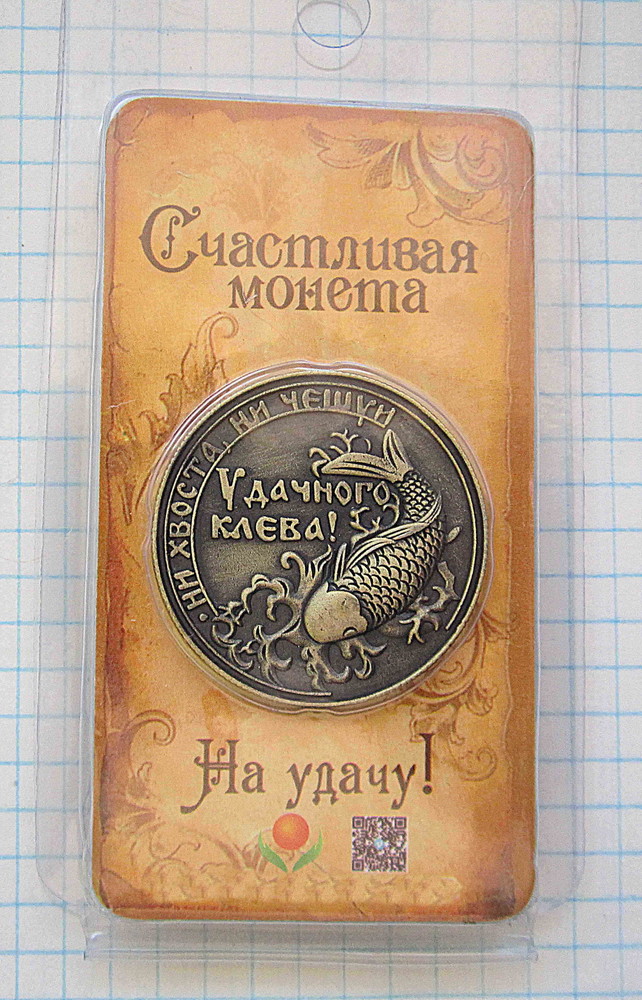 Счастливая
монета
· НИ ХВОСТА, НИ ЧЕШУИ
Удачного
клева!
На удачу!